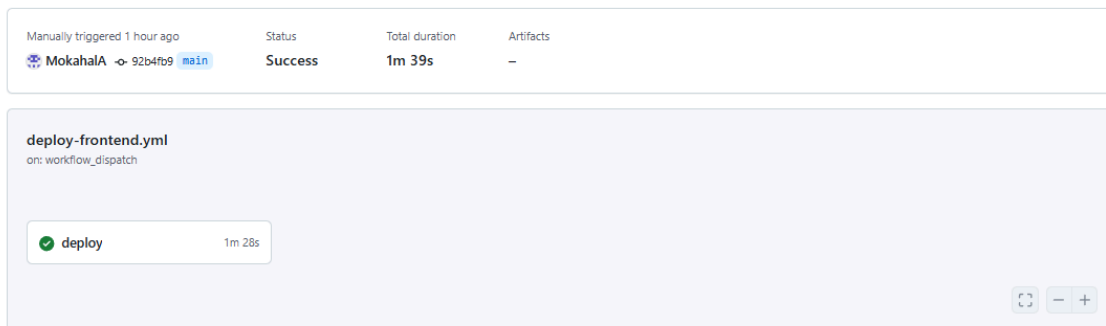 Manually triggered 1 hour ago
MokahalA 92b4fb9 main
Status
Success
Total duration
1m 39s
Artifacts
–
deploy-frontend.yml
on: workflow_dispatch
deploy 1m 28s